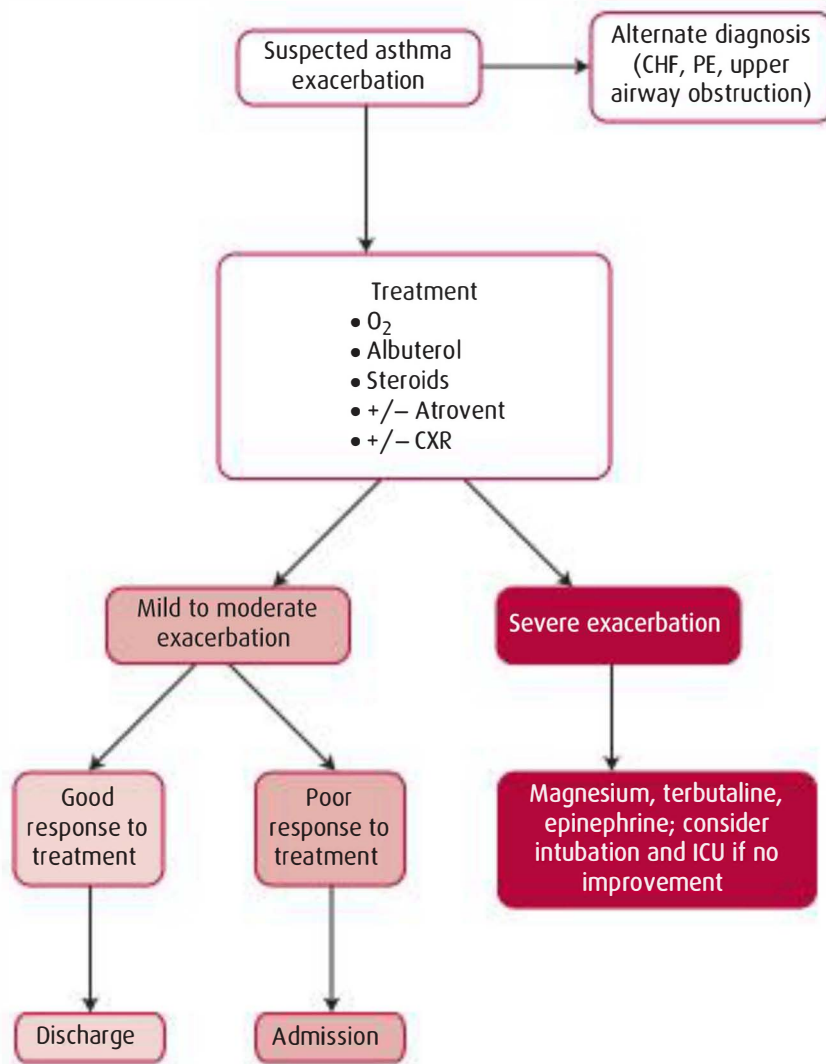 Suspected asthma
exacerbation
Alternate diagnosis
(CHF, PE, upper
airway obstruction)
Treatment
• O₂
• Albuterol
• Steroids
• +/– Atrovent
• +/– CXR
Mild to moderate
exacerbation
Severe exacerbation
Good
response to
treatment
Poor
response to
treatment
Magnesium, terbutaline,
epinephrine; consider
intubation and ICU if no
improvement
Discharge
Admission